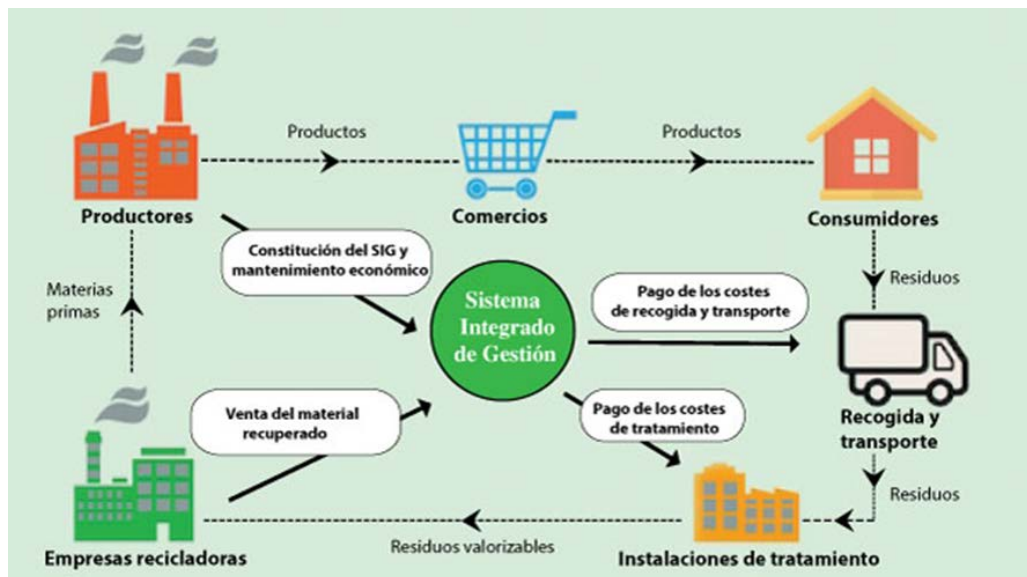 Productos
Productos
Productores
Comercios
Consumidores
Constitución del SIG y
mantenimiento económico
Residuos
Materias
primas
Sistema
Integrado
de Gestión
Pago de los costes
de recogida y transporte
Venta del material
recuperado
Pago de los costes
de tratamiento
Recogida y
transporte
Residuos
Empresas recicladoras
Residuos valorizables
Instalaciones de tratamiento